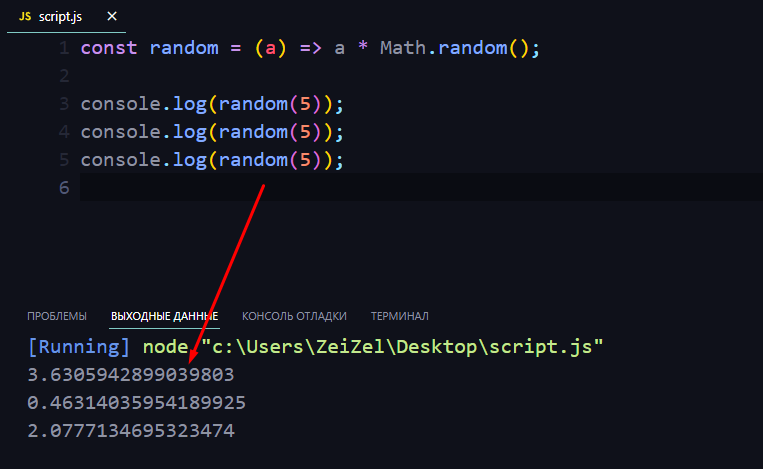 JS script.js ✕
1 const random = (a) => a * Math.random();
2
3 console.log(random(5));
4 console.log(random(5));
5 console.log(random(5));
6
ПРОБЛЕМЫ ВЫХОДНЫЕ ДАННЫЕ КОНСОЛЬ ОТЛАДКИ ТЕРМИНАЛ
[Running] node "c:\Users\ZeiZel\Desktop\script.js"
3.6305942899039803
0.46314035954189925
2.0777134695323474